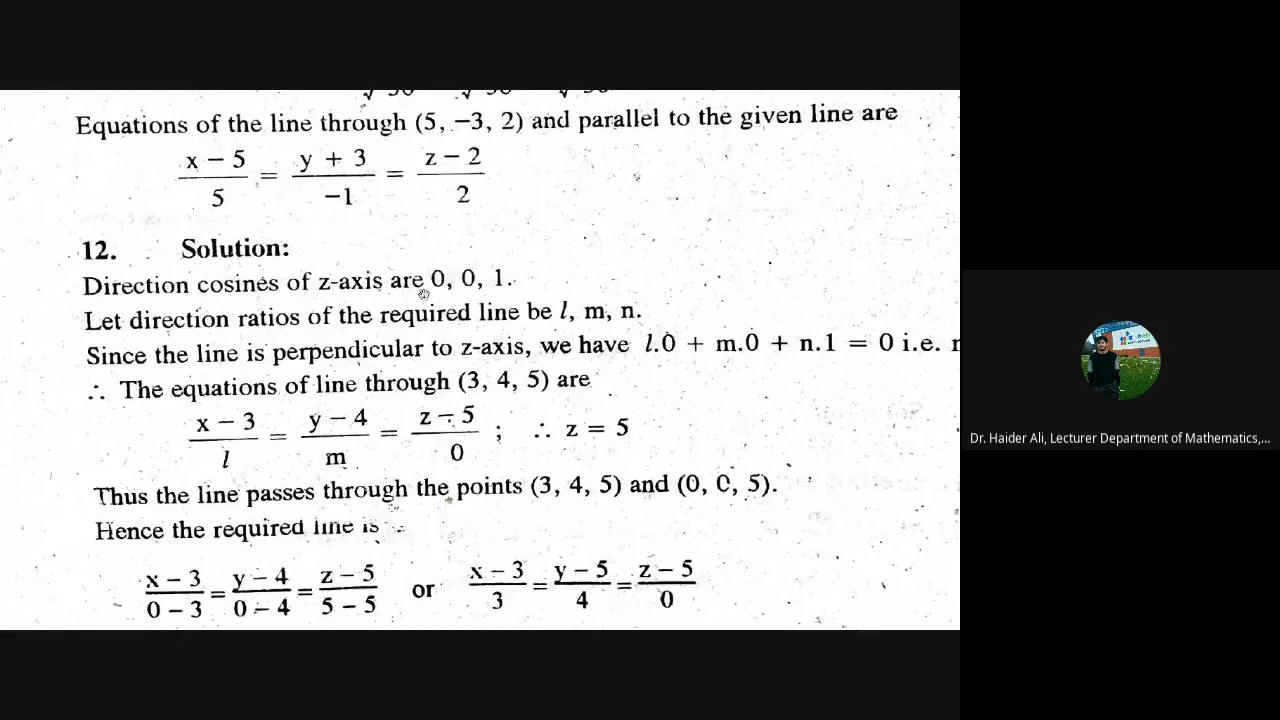 Equations of the line through (5, −3, 2) and parallel to the given line are
x − 5 / 5 = y + 3 / −1 = z − 2 / 2
12. Solution:
Direction cosines of z-axis are 0, 0, 1.
Let direction ratios of the required line be l, m, n.
Since the line is perpendicular to z-axis, we have l.0 + m.0 + n.1 = 0 i.e.
∴ The equations of line through (3, 4, 5) are
x − 3 / l = y − 4 / m = z − 5 / 0 ; ∴ z = 5
Thus the line passes through the points (3, 4, 5) and (0, 0, 5).
Hence the required line is
x − 3 / 0 − 3 = y − 4 / 0 − 4 = z − 5 / 5 − 5 or x − 3 / 3 = y − 5 / 4 = z − 5 / 0
Dr. Haider Ali, Lecturer Department of Mathematics,...